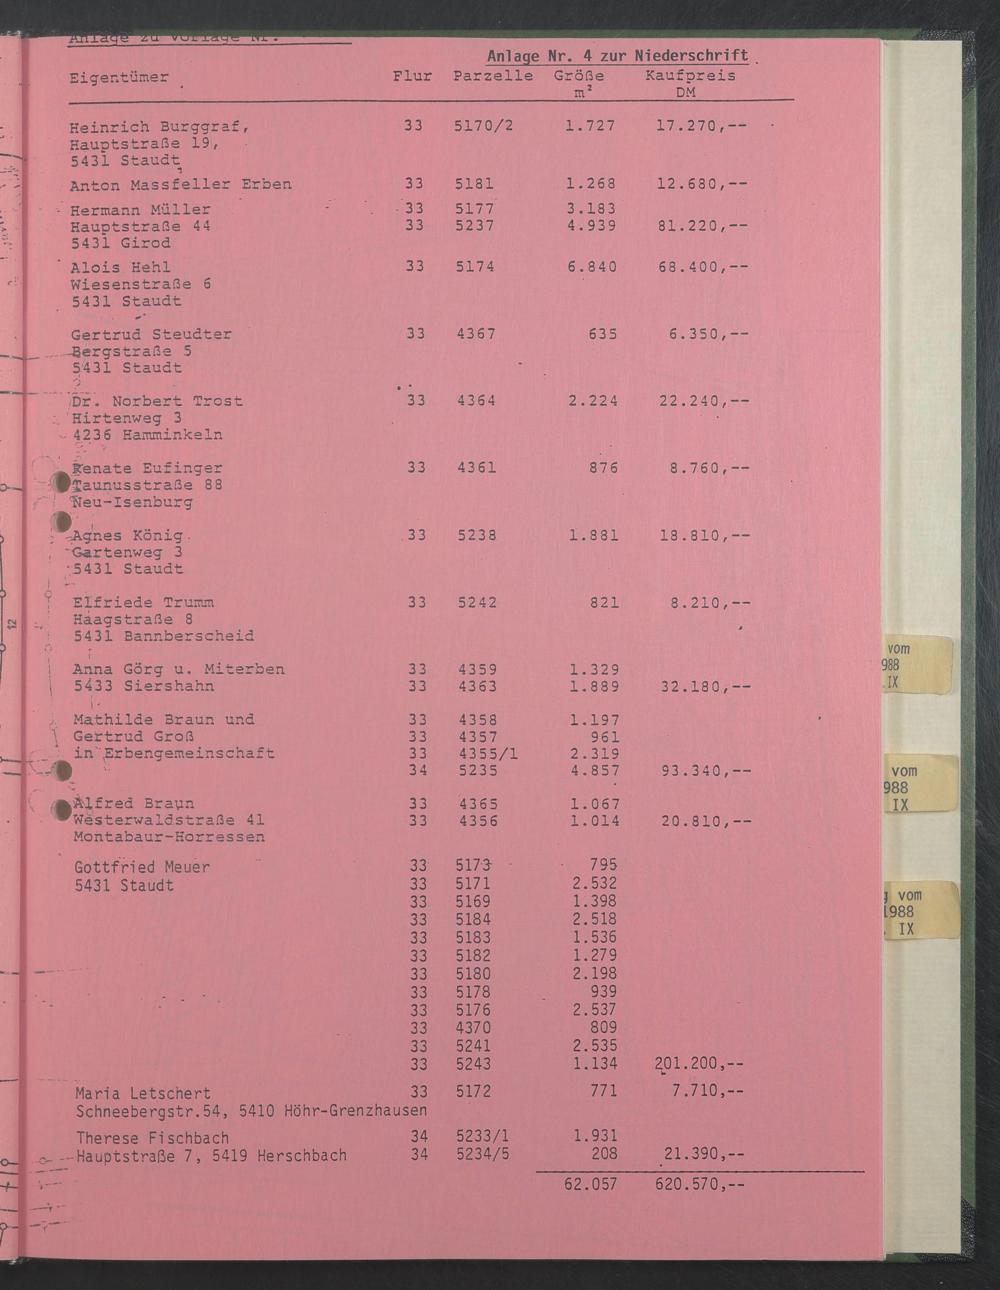 Anlage zu Vorlage Nr.
Anlage Nr. 4 zur Niederschrift
Eigentümer Flur Parzelle Größe Kaufpreis
m² DM
Heinrich Burggraf, 33 5170/2 1.727 17.270,--
Hauptstraße 19,
5431 Staudt
Anton Massfeller Erben 33 5181 1.268 12.680,--
Hermann Müller 33 5177 3.183
Hauptstraße 44 33 5237 4.939 81.220,--
5431 Girod
Alois Hehl 33 5174 6.840 68.400,--
Wiesenstraße 6
5431 Staudt
Gertrud Steudter 33 4367 635 6.350,--
Bergstraße 5
5431 Staudt
Dr. Norbert Trost 33 4364 2.224 22.240,--
Hirtenweg 3
4236 Hamminkeln
Renate Eufinger 33 4361 876 8.760,--
Taunusstraße 88
Neu-Isenburg
Agnes König 33 5238 1.881 18.810,--
Gartenweg 3
5431 Staudt
Elfriede Trumm 33 5242 821 8.210,--
Haagstraße 8
5431 Bannberscheid
Anna Görg u. Miterben 33 4359 1.329
5433 Siershahn 33 4363 1.889 32.180,--
Mathilde Braun und 33 4358 1.197
Gertrud Groß 33 4357 961
in Erbengemeinschaft 33 4355/1 2.319
34 5235 4.857 93.340,--
Alfred Braun 33 4365 1.067
Westerwaldstraße 41 33 4356 1.014 20.810,--
Montabaur-Horressen
Gottfried Meuer 33 5173 795
5431 Staudt 33 5171 2.532
33 5169 1.398
33 5184 2.518
33 5183 1.536
33 5182 1.279
33 5180 2.198
33 5178 939
33 5176 2.537
33 4370 809
33 5241 2.535
33 5243 1.134 201.200,--
Maria Letschert 33 5172 771 7.710,--
Schneebergstr.54, 5410 Höhr-Grenzhausen
Therese Fischbach 34 5233/1 1.931
Hauptstraße 7, 5419 Herschbach 34 5234/5 208 21.390,--
62.057 620.570,--
12
vom
988
IX
vom
988
IX
g vom
1988
IX